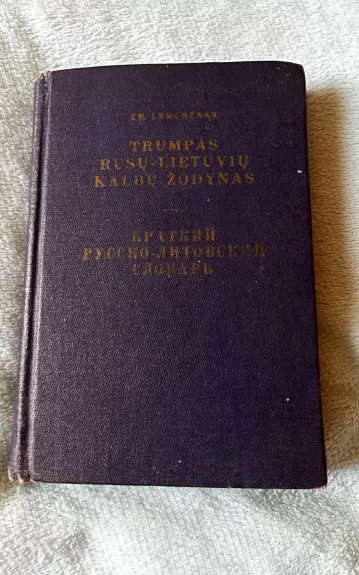 CH. LEMCHENAS
TRUMPAS
RUSŲ-LIETUVIŲ
KALBŲ ŽODYNAS
КРАТКИЙ
РУССКО-ЛИТОВСКИЙ
СЛОВАРЬ